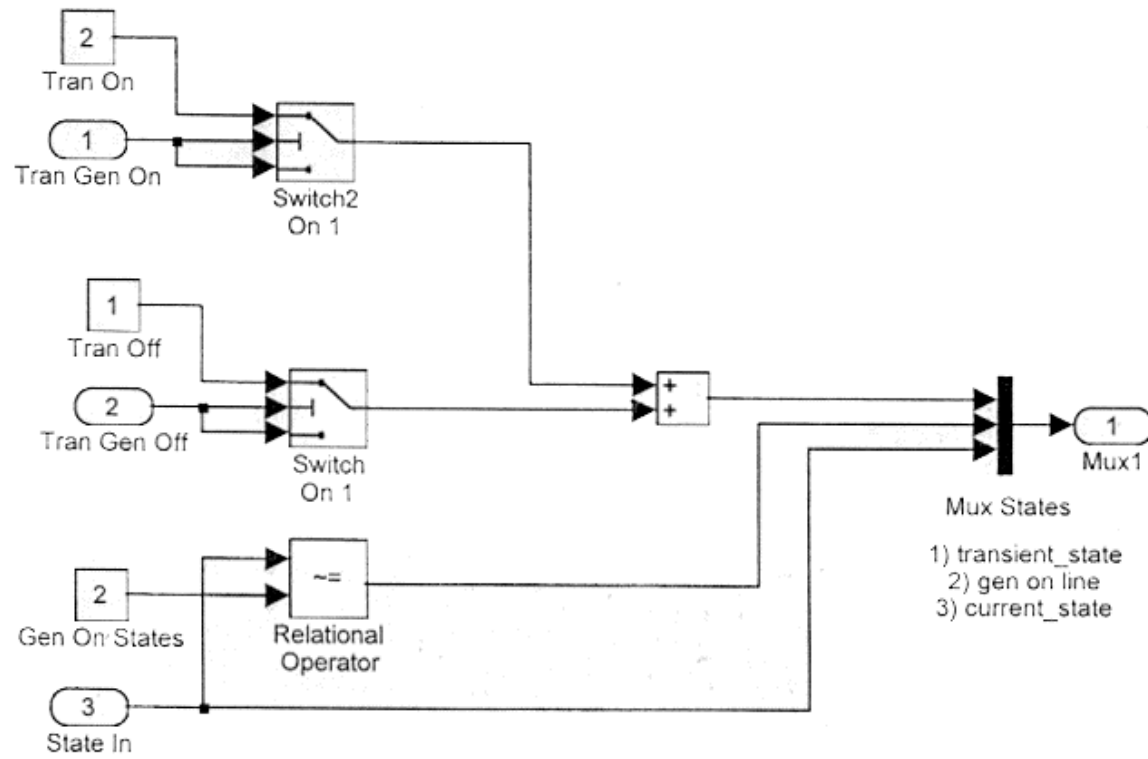 2
Tran On
1
Tran Gen On
Switch2
On 1
1
Tran Off
2
Tran Gen Off
Switch
On 1
+
+
1
Mux1
Mux States
1) transient_state
2) gen on line
3) current_state
~=
2
Gen On States
Relational
Operator
3
State In